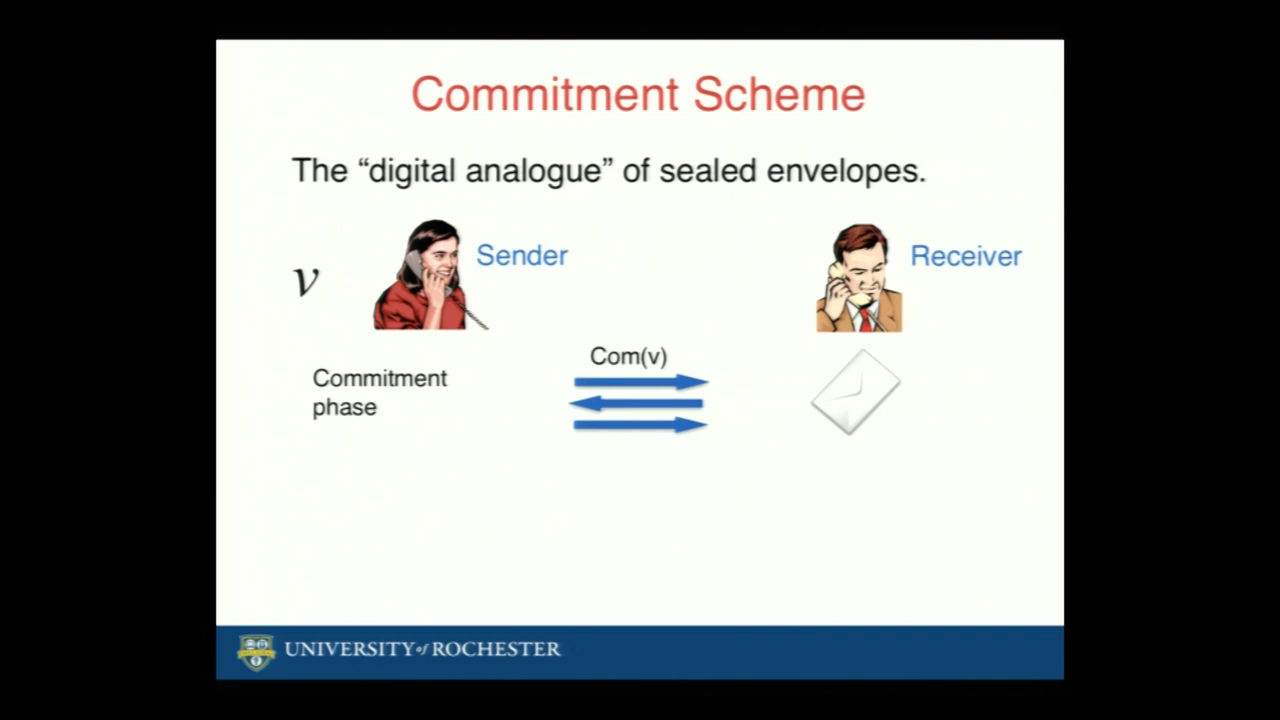 Commitment Scheme
The “digital analogue” of sealed envelopes.
Sender
Receiver
v
Com(v)
Commitment
phase
UNIVERSITY of ROCHESTER